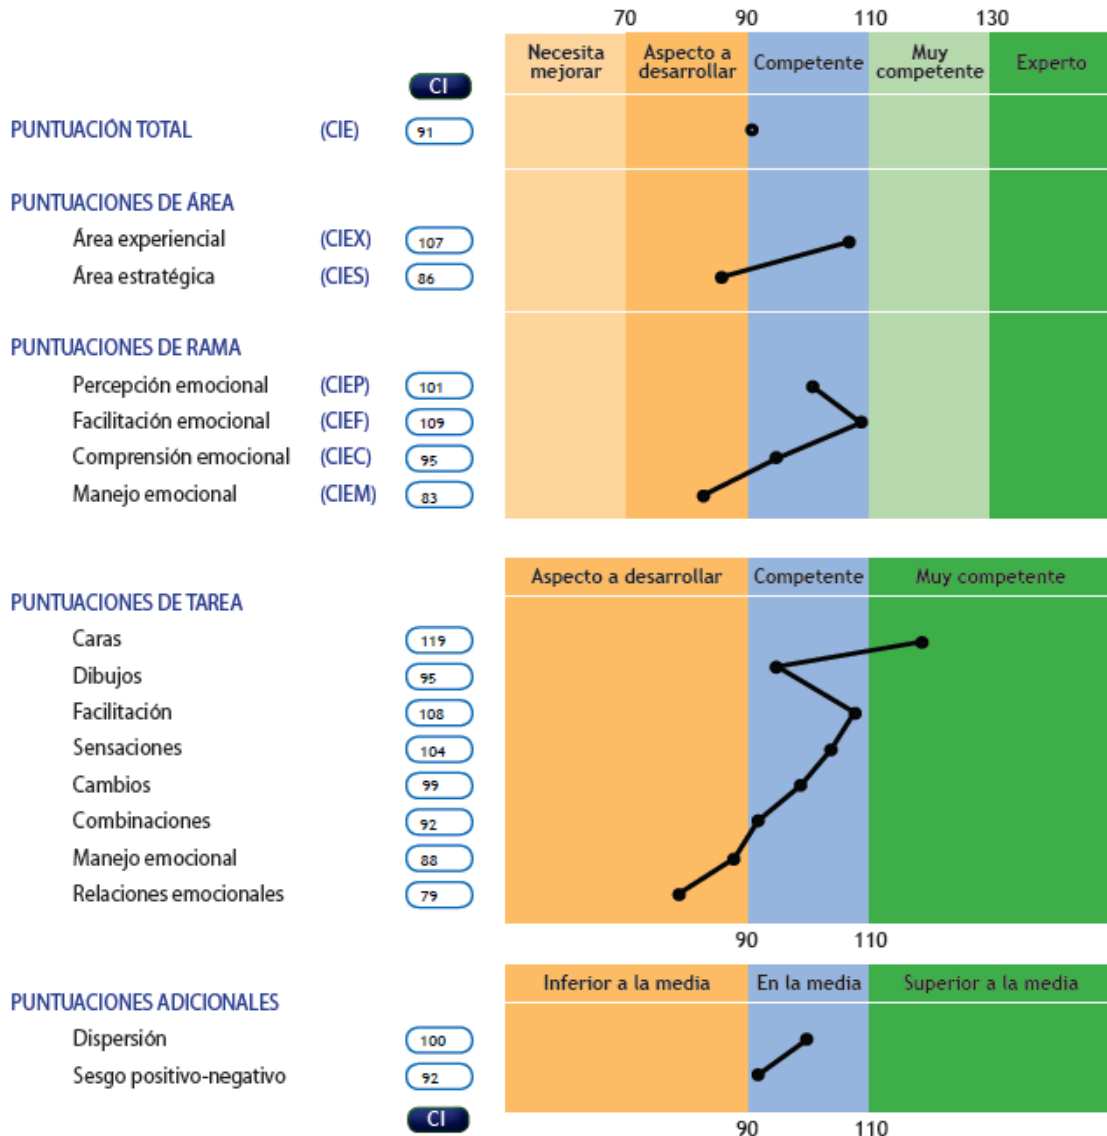 70 90 110 130
Necesita mejorar Aspecto a desarrollar Competente Muy competente Experto
CI
PUNTUACIÓN TOTAL (CIE) 91
PUNTUACIONES DE ÁREA
Área experiencial (CIEX) 107
Área estratégica (CIES) 86
PUNTUACIONES DE RAMA
Percepción emocional (CIEP) 101
Facilitación emocional (CIEF) 109
Comprensión emocional (CIEC) 95
Manejo emocional (CIEM) 83
Aspecto a desarrollar Competente Muy competente
PUNTUACIONES DE TAREA
Caras 119
Dibujos 95
Facilitación 108
Sensaciones 104
Cambios 99
Combinaciones 92
Manejo emocional 88
Relaciones emocionales 79
90 110
Inferior a la media En la media Superior a la media
PUNTUACIONES ADICIONALES
Dispersión 100
Sesgo positivo-negativo 92
CI
90 110